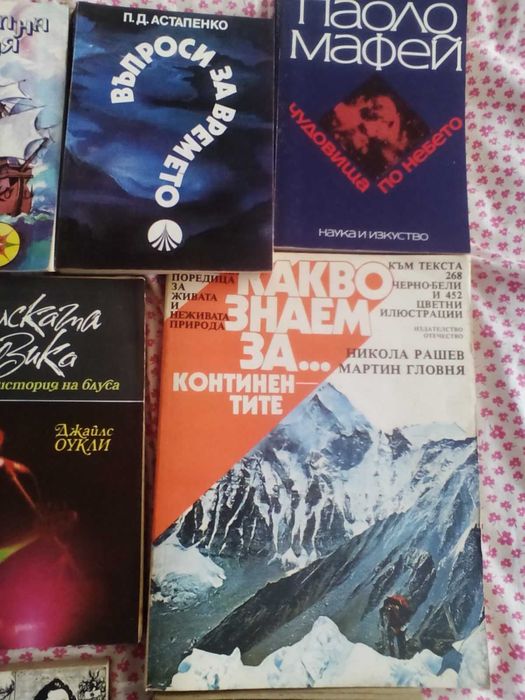 П.Д. АСТАПЕНКО
ВЪПРОСИ ЗА ВРЕМЕТО
ПАОЛО
МАФЕЙ
ЧУДОВИЩА
ПО НЕБЕТО
НАУКА И ИЗКУСТВО
история на блуса
Джайлс
ОУКЛИ
ПОРЕДИЦА
ЗА
ЖИВАТА
И
НЕЖИВАТА
ПРИРОДА
КАКВО
ЗНАЕМ
ЗА...
КОНТИНЕН-
ТИТЕ
КЪМ ТЕКСТА
268
ЧЕРНО-БЕЛИ
И 452
ЦВЕТНИ
ИЛЮСТРАЦИИ
ИЗДАТЕЛСТВО
ОТЕЧЕСТВО
НИКОЛА РАШЕВ
МАРТИН ГЛОВНЯ